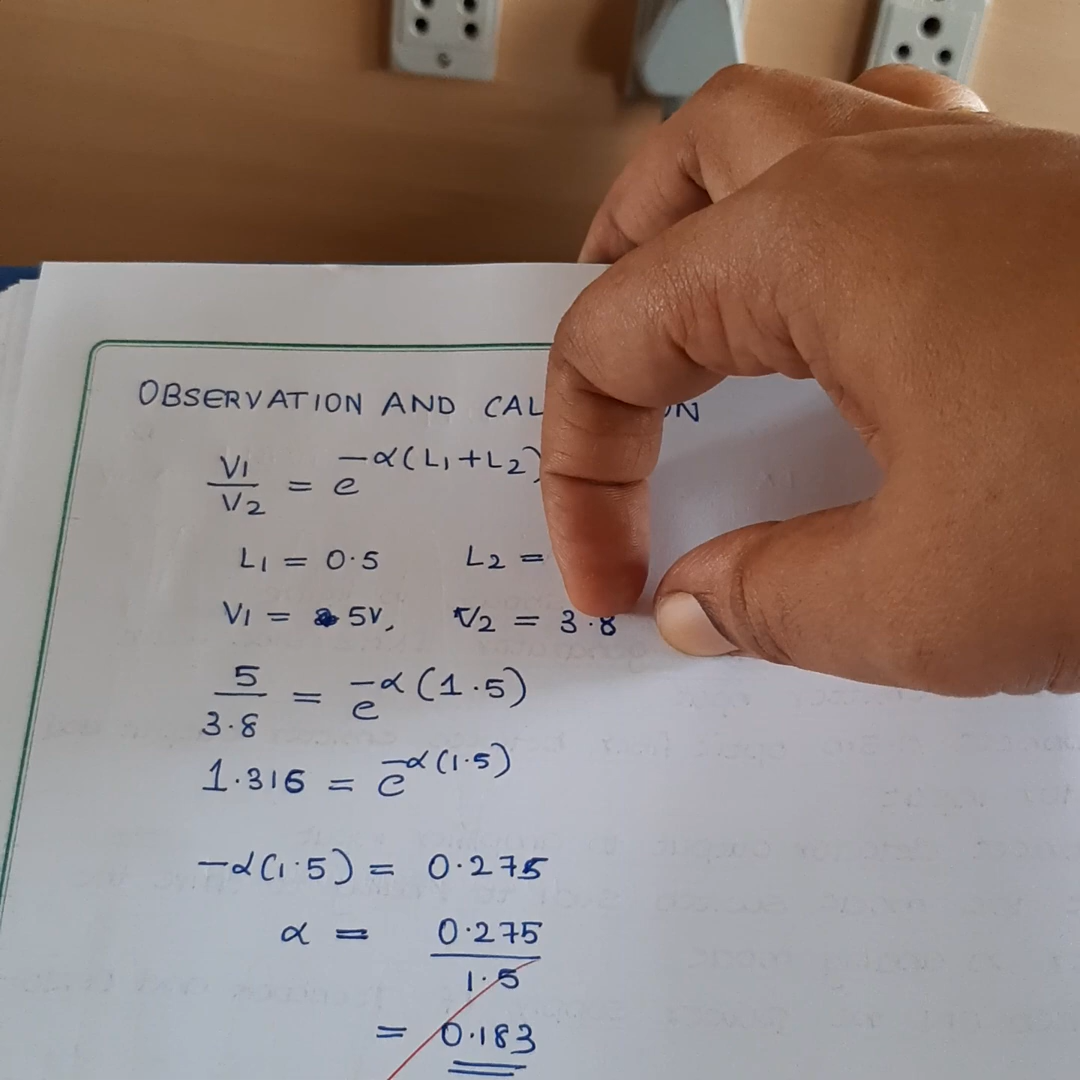 OBSERVATION AND CAL
V1/V2 = e^-α(L1+L2)
L1 = 0.5 L2 =
V1 = 5V, V2 = 3.8
5/3.8 = e^-α(1.5)
1.316 = e^-α(1.5)
-α(1.5) = 0.275
α = 0.275/1.5
= 0.183